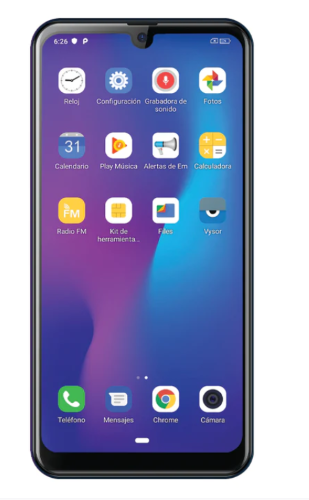 6:26
Reloj
Configuración
Grabadora de
sonido
Fotos
31
Calendario
Play Música
Alertas de Em
Calculadora
FM
Radio FM
Kit de
herramienta...
Files
Vysor
Teléfono
Mensajes
Chrome
Cámara